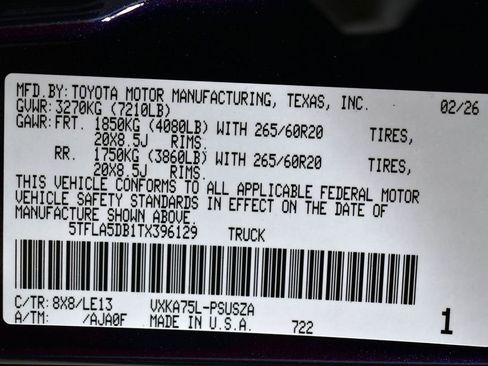 MFD.BY: TOYOTA MOTOR MANUFACTURING, TEXAS, INC. 02/26
GVWR: 3270KG (7210LB)
GAWR: FRT. 1850KG (4080LB) WITH 265/60R20 TIRES,
20X8.5J RIMS.
RR. 1750KG (3860LB) WITH 265/60R20 TIRES,
20X8.5J RIMS.
THIS VEHICLE CONFORMS TO ALL APPLICABLE FEDERAL MOTOR
VEHICLE SAFETY STANDARDS IN EFFECT ON THE DATE OF
MANUFACTURE SHOWN ABOVE.
5TFLA5DB1TX396129 TRUCK
C/TR: 8X8/LE13 VXKA75L-PSUSZA
A/TM: /AJA0F MADE IN U.S.A. 722 1